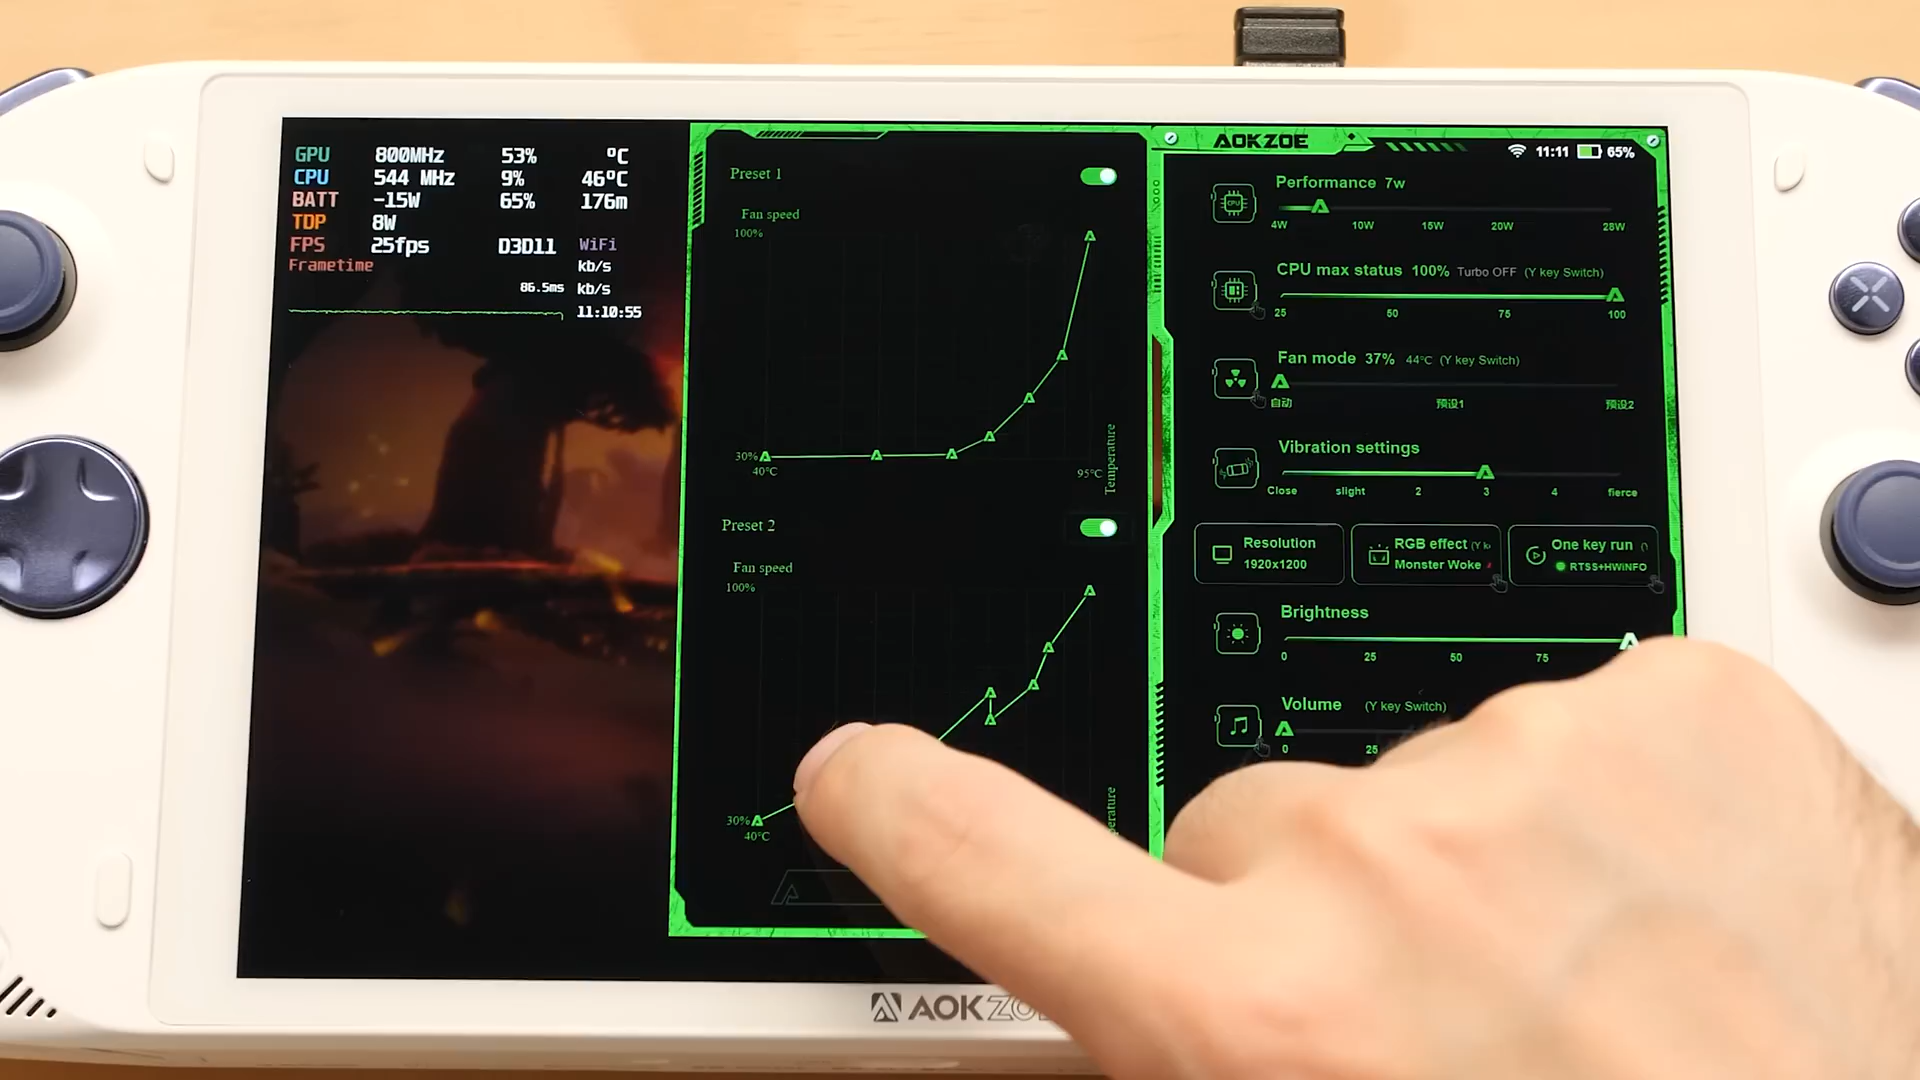 GPU 800MHz 53% °C
CPU 544 MHz 9% 46°C
BATT -15W 65% 176m
TDP 8W
FPS 25fps D3D11 WiFi
Frametime kb/s
86.5ms kb/s
11:10:55
Preset 1
Fan speed
100%
30%
40°C
95°C
Temperature
Preset 2
Fan speed
100%
30%
40°C
AOKZOE
11:11 65%
Performance 7w
4W 10W 15W 20W 28W
CPU max status 100% Turbo OFF (Y key Switch)
25 50 75 100
Fan mode 37% 44°C (Y key Switch)
自动 预设1 预设2
Vibration settings
Close slight 2 3 4 fierce
Resolution
1920x1200
RGB effect
Monster Woke
One key run
RTSS+HWiNFO
Brightness
0 25 50 75
Volume (Y key Switch)
0 25
AOKZO